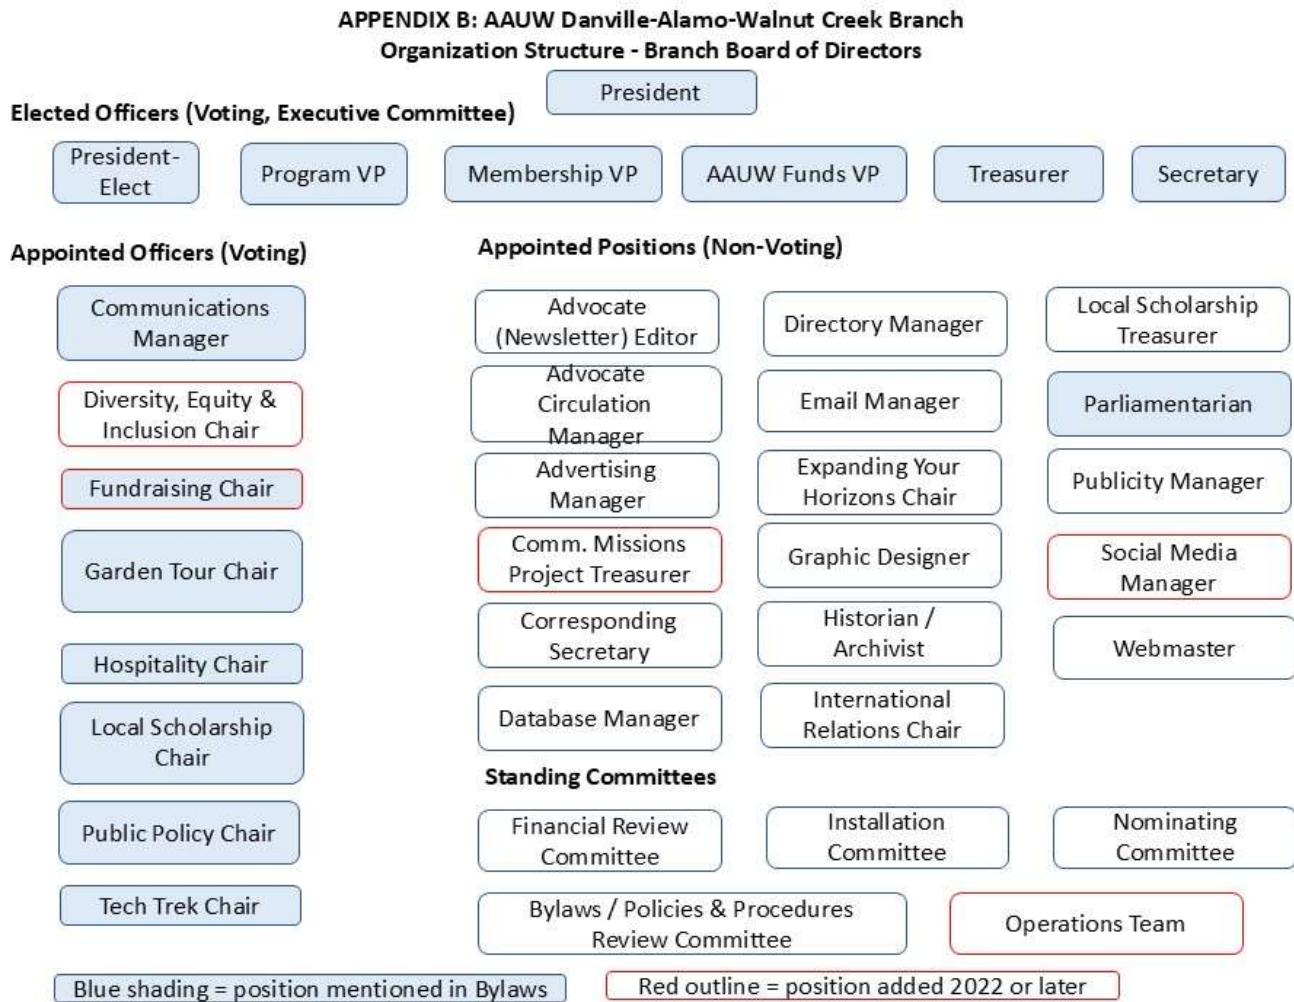 APPENDIX B: AAUW Danville-Alamo-Walnut Creek Branch
Organization Structure - Branch Board of Directors
President
Elected Officers (Voting, Executive Committee)
President-
Elect
Program VP
Membership VP
AAUW Funds VP
Treasurer
Secretary
Appointed Officers (Voting)
Communications
Manager
Diversity, Equity &
Inclusion Chair
Fundraising Chair
Garden Tour Chair
Hospitality Chair
Local Scholarship
Chair
Public Policy Chair
Tech Trek Chair
Appointed Positions (Non-Voting)
Advocate
(Newsletter) Editor
Advocate
Circulation
Manager
Advertising
Manager
Comm. Missions
Project Treasurer
Corresponding
Secretary
Database Manager
Directory Manager
Email Manager
Expanding Your
Horizons Chair
Graphic Designer
Historian /
Archivist
International
Relations Chair
Local Scholarship
Treasurer
Parliamentarian
Publicity Manager
Social Media
Manager
Webmaster
Standing Committees
Financial Review
Committee
Installation
Committee
Nominating
Committee
Bylaws / Policies & Procedures
Review Committee
Operations Team
Blue shading = position mentioned in Bylaws
Red outline = position added 2022 or later